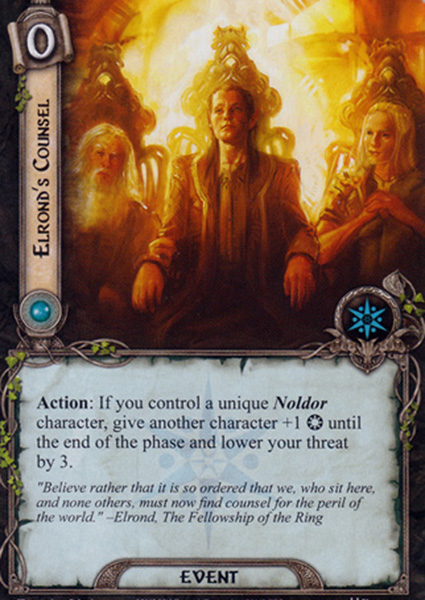 0
ELROND'S COUNSEL
Action: If you control a unique Noldor
character, give another character +1 until
the end of the phase and lower your threat
by 3.
"Believe rather that it is so ordered that we, who sit here,
and none others, must now find counsel for the peril of
the world." –Elrond, The Fellowship of the Ring
EVENT